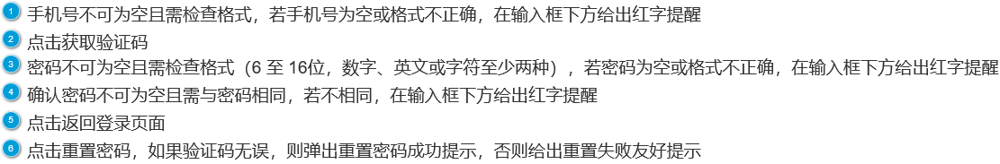 1 手机号不可为空且需检查格式，若手机号为空或格式不正确，在输入框下方给出红字提醒
2 点击获取验证码
3 密码不可为空且需检查格式（6 至 16位，数字、英文或字符至少两种），若密码为空或格式不正确，在输入框下方给出红字提醒
4 确认密码不可为空且需与密码相同，若不相同，在输入框下方给出红字提醒
5 点击返回登录页面
6 点击重置密码，如果验证码无误，则弹出重置密码成功提示，否则给出重置失败友好提示